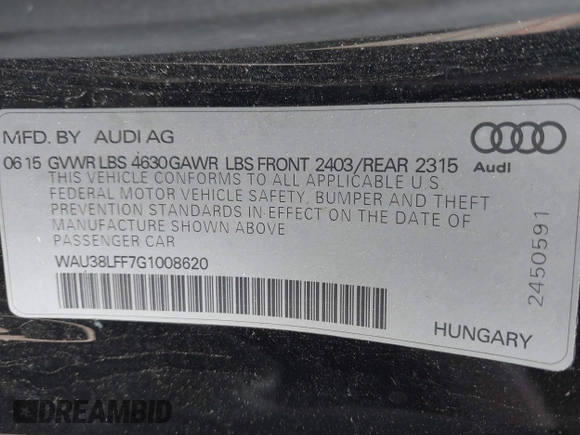 MFD. BY AUDI AG
06 15 GVWR LBS 4630 GAWR LBS FRONT 2403/REAR 2315
Audi
THIS VEHICLE CONFORMS TO ALL APPLICABLE U.S.
FEDERAL MOTOR VEHICLE SAFETY, BUMPER AND THEFT
PREVENTION STANDARDS IN EFFECT ON THE DATE OF
MANUFACTURE SHOWN ABOVE
PASSENGER CAR
WAU38LFF7G1008620
2450591
HUNGARY
DREAMBID